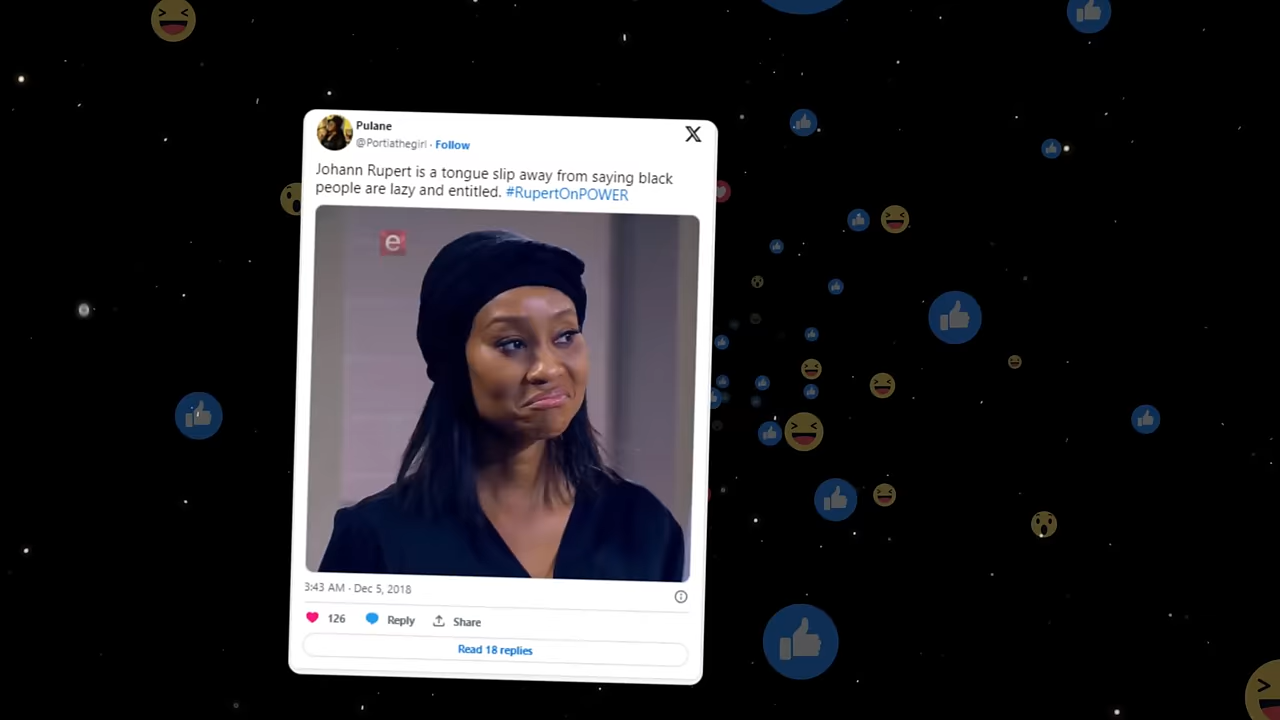 Pulane
@Portiathegirl · Follow
X
Johann Rupert is a tongue slip away from saying black
people are lazy and entitled. #RupertOnPOWER
e
3:43 AM · Dec 5, 2018
126 Reply Share
Read 18 replies